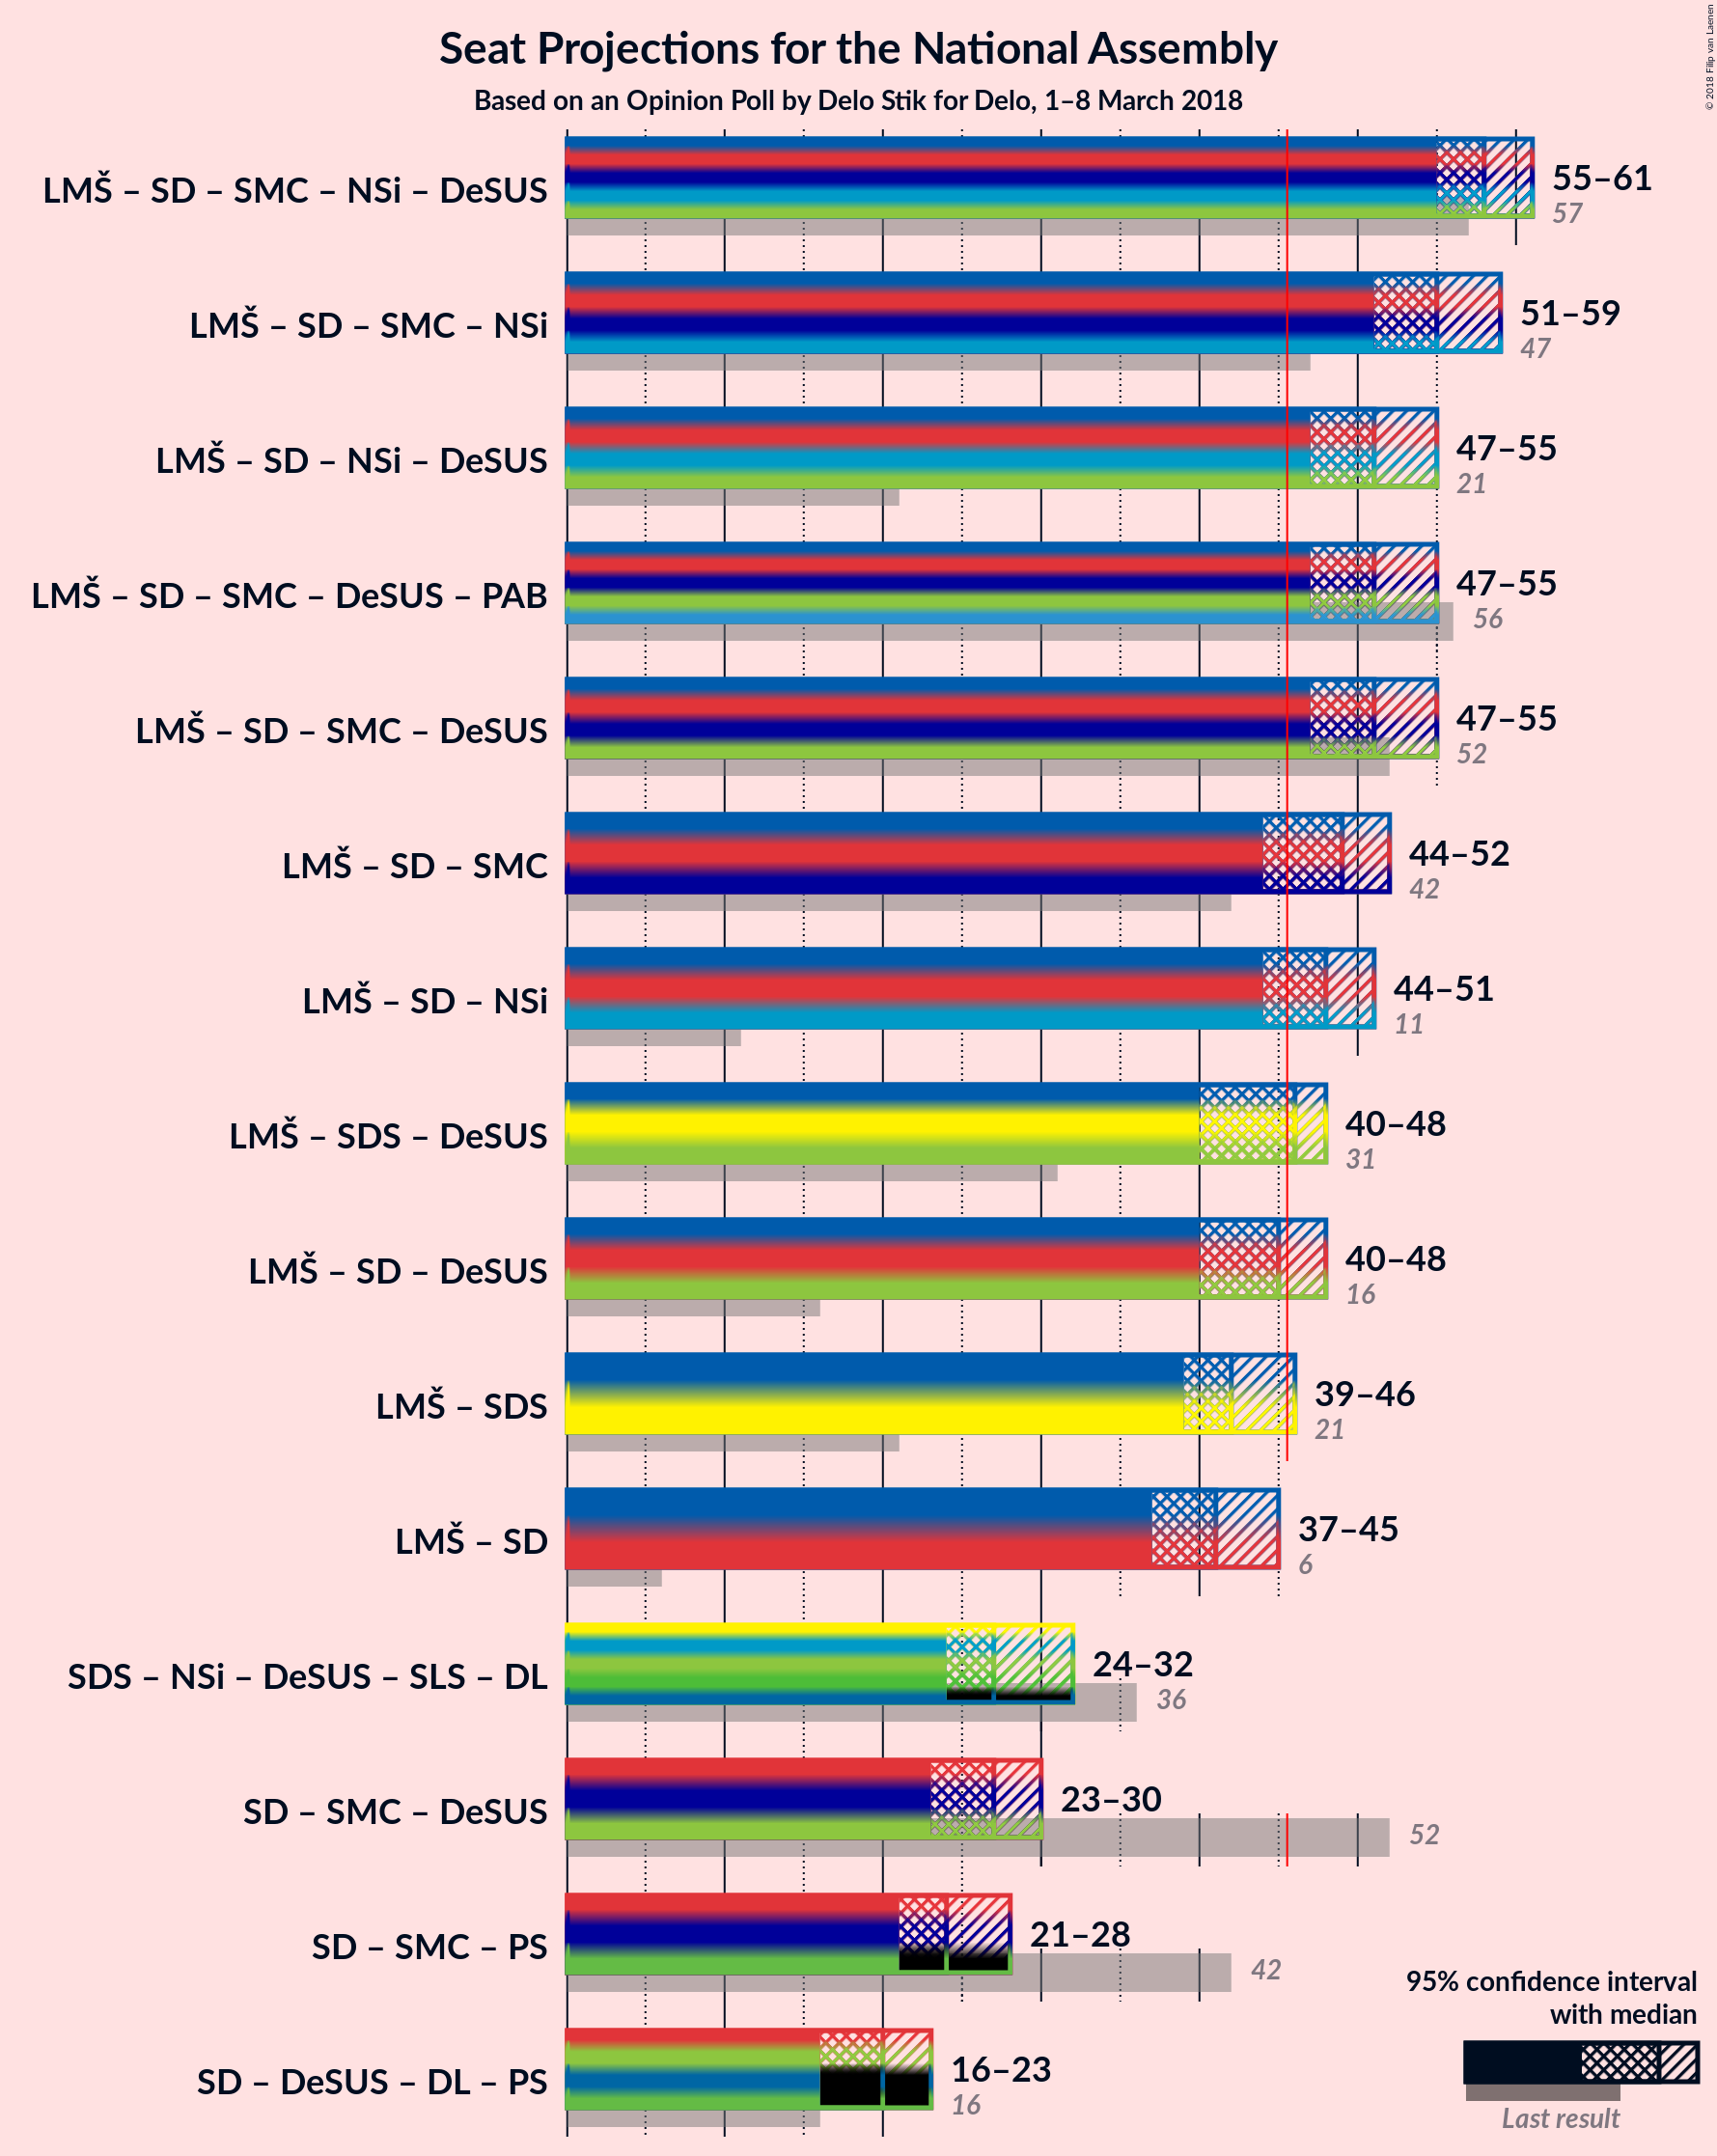 Seat Projections for the National Assembly
Based on an Opinion Poll by Delo Stik for Delo, 1–8 March 2018
© 2018 Filip van Laenen
LMŠ – SD – SMC – NSi – DeSUS
55–61
57
LMŠ – SD – SMC – NSi
51–59
47
LMŠ – SD – NSi – DeSUS
47–55
21
LMŠ – SD – SMC – DeSUS – PAB
47–55
56
LMŠ – SD – SMC – DeSUS
47–55
52
LMŠ – SD – SMC
44–52
42
LMŠ – SD – NSi
44–51
11
LMŠ – SDS – DeSUS
40–48
31
LMŠ – SD – DeSUS
40–48
16
LMŠ – SDS
39–46
21
LMŠ – SD
37–45
6
SDS – NSi – DeSUS – SLS – DL
24–32
36
SD – SMC – DeSUS
23–30
52
SD – SMC – PS
21–28
42
SD – DeSUS – DL – PS
16–23
16
95% confidence interval
with median
Last result